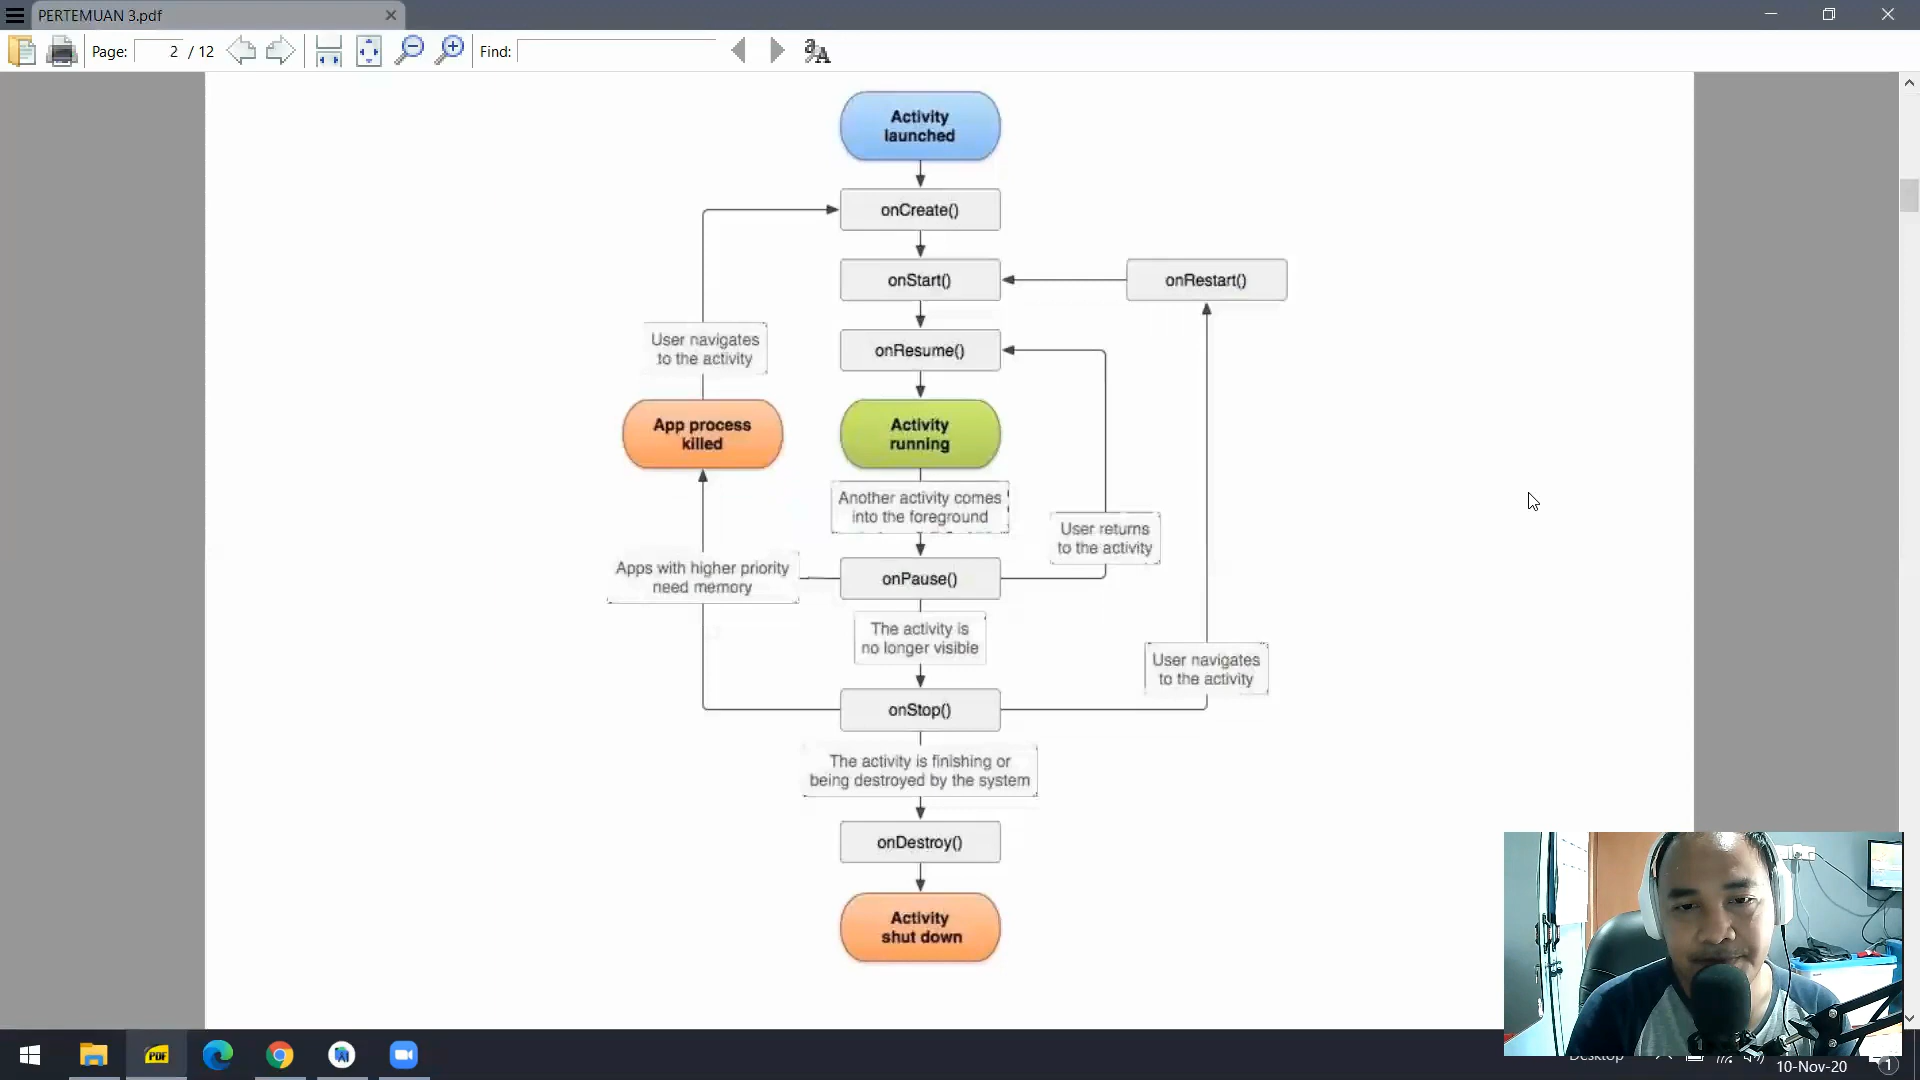 PERTEMUAN 3.pdf
Page: 2 / 12
Find:
Activity
launched
onCreate()
onStart()
onRestart()
User navigates
to the activity
onResume()
App process
killed
Activity
running
Another activity comes
into the foreground
User returns
to the activity
Apps with higher priority
need memory
onPause()
The activity is
no longer visible
User navigates
to the activity
onStop()
The activity is finishing or
being destroyed by the system
onDestroy()
Activity
shut down
PDF
Desktop
10-Nov-20
1